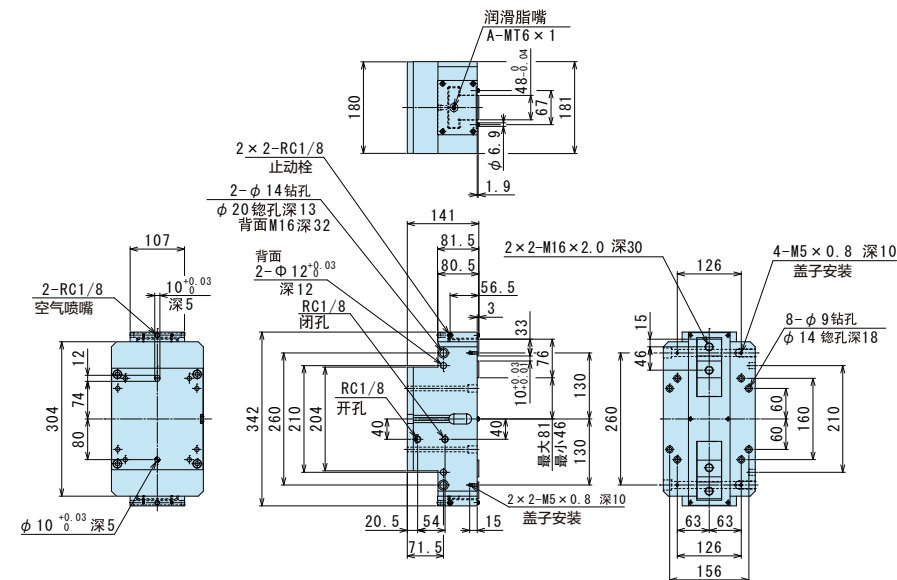 润滑脂嘴
A-MT6×1
180
48 0 -0.04
67
181
φ6.9
1.9
2×2-RC1/8
止动栓
2-φ14钻孔
φ20锪孔深13
背面M16深32
背面
2-Φ12+0.03 0
深12
RC1/8
闭孔
RC1/8
开孔
107
10+0.03 0
深5
2-RC1/8
空气喷嘴
12
74
80
304
φ10 +0.03 0 深5
141
81.5
80.5
56.5
3
33
76
10+0.03 0
130
130
342
260
210
204
40
40
最大81
最小46
20.5
54
15
71.5
2×2-M5×0.8 深10
盖子安装
2×2-M16×2.0 深30
4-M5×0.8 深10
盖子安装
126
15
46
8-φ9钻孔
φ14锪孔深18
260
60
60
160
210
63
63
126
156